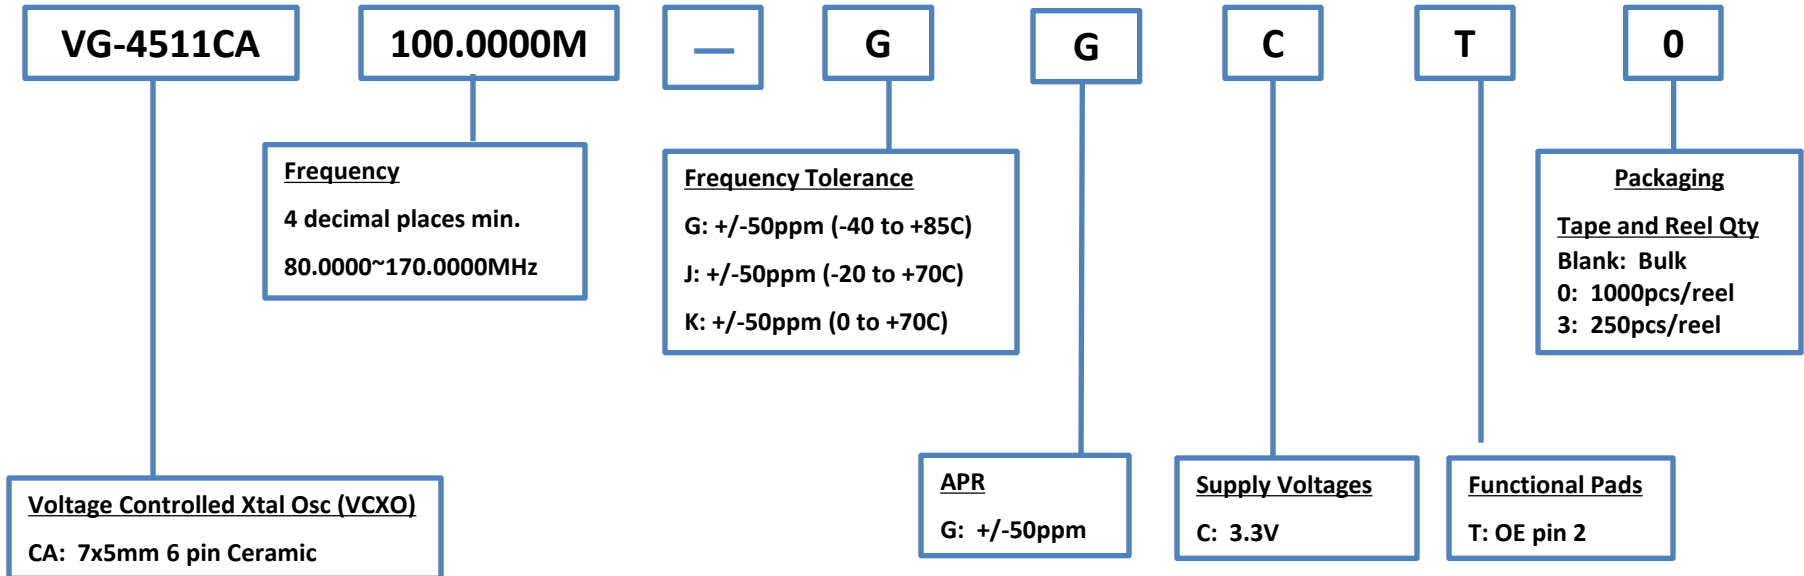 VG-4511CA 100.0000M — G G C T 0
Frequency
4 decimal places min.
80.0000~170.0000MHz
Frequency Tolerance
G: +/-50ppm (-40 to +85C)
J: +/-50ppm (-20 to +70C)
K: +/-50ppm (0 to +70C)
Packaging
Tape and Reel Qty
Blank: Bulk
0: 1000pcs/reel
3: 250pcs/reel
Voltage Controlled Xtal Osc (VCXO)
CA: 7x5mm 6 pin Ceramic
APR
G: +/-50ppm
Supply Voltages
C: 3.3V
Functional Pads
T: OE pin 2